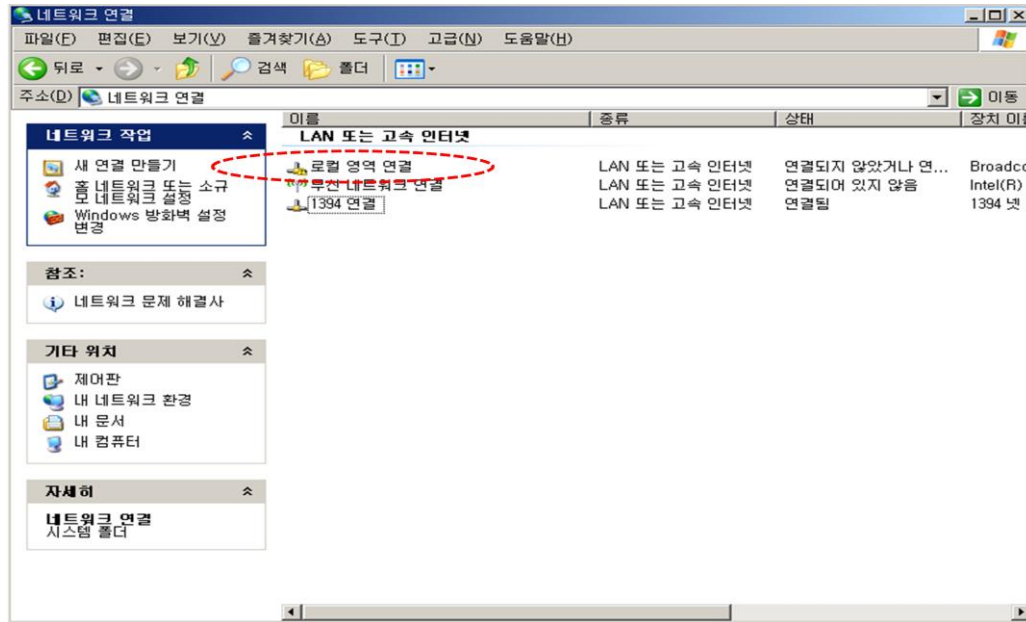 네트워크 연결
파일(F) 편집(E) 보기(V) 즐겨찾기(A) 도구(T) 고급(N) 도움말(H)
뒤로 검색 폴더
주소(D) 네트워크 연결 이동
네트워크 작업
새 연결 만들기
홈 네트워크 또는 소규
모 네트워크 설정
Windows 방화벽 설정
변경
참조:
네트워크 문제 해결사
기타 위치
제어판
내 네트워크 환경
내 문서
내 컴퓨터
자세히
네트워크 연결
시스템 폴더
이름 종류 상태 장치 이름
LAN 또는 고속 인터넷
로컬 영역 연결 LAN 또는 고속 인터넷 연결되지 않았거나 연... Broadco
무선 네트워크 연결 LAN 또는 고속 인터넷 연결되어 있지 않음 Intel(R)
1394 연결 LAN 또는 고속 인터넷 연결됨 1394 넷